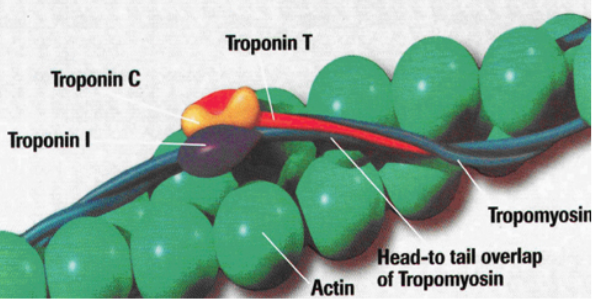 Troponin T
Troponin C
Troponin I
Tropomyosin
Head-to tail overlap
of Tropomyosin
Actin